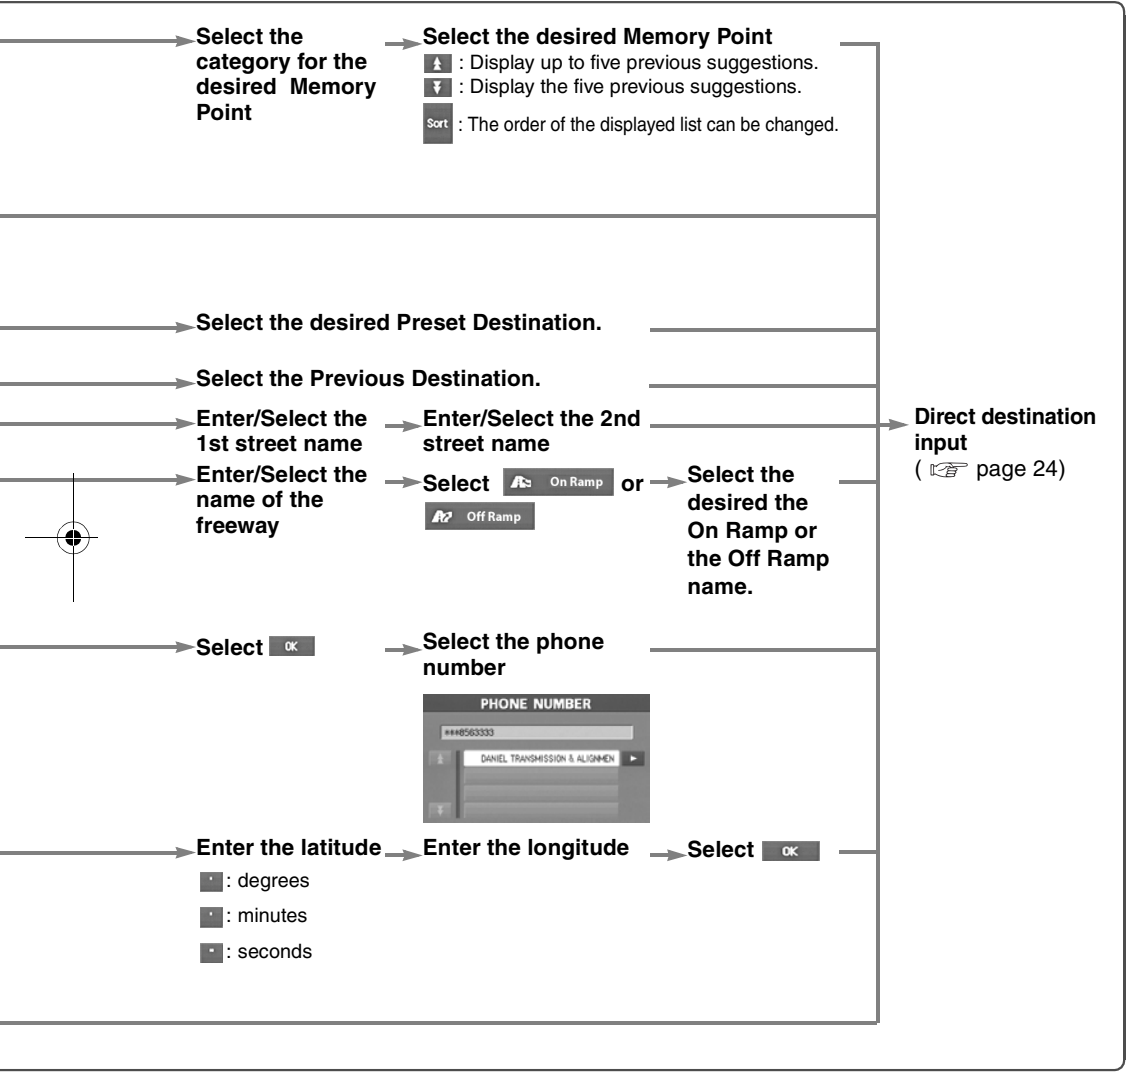 Select the
category for the
desired Memory
Point
Select the desired Memory Point
: Display up to five previous suggestions.
: Display the five previous suggestions.
Sort : The order of the displayed list can be changed.
Select the desired Preset Destination.
Select the Previous Destination.
Enter/Select the
1st street name
Enter/Select the 2nd
street name
Direct destination
input
( ☞ page 24)
Enter/Select the
name of the
freeway
Select On Ramp or
Off Ramp
Select the
desired the
On Ramp or
the Off Ramp
name.
Select OK
Select the phone
number
PHONE NUMBER
***8563333
DANIEL TRANSMISSION & ALIGNMEN
Enter the latitude
° : degrees
' : minutes
" : seconds
Enter the longitude
Select OK